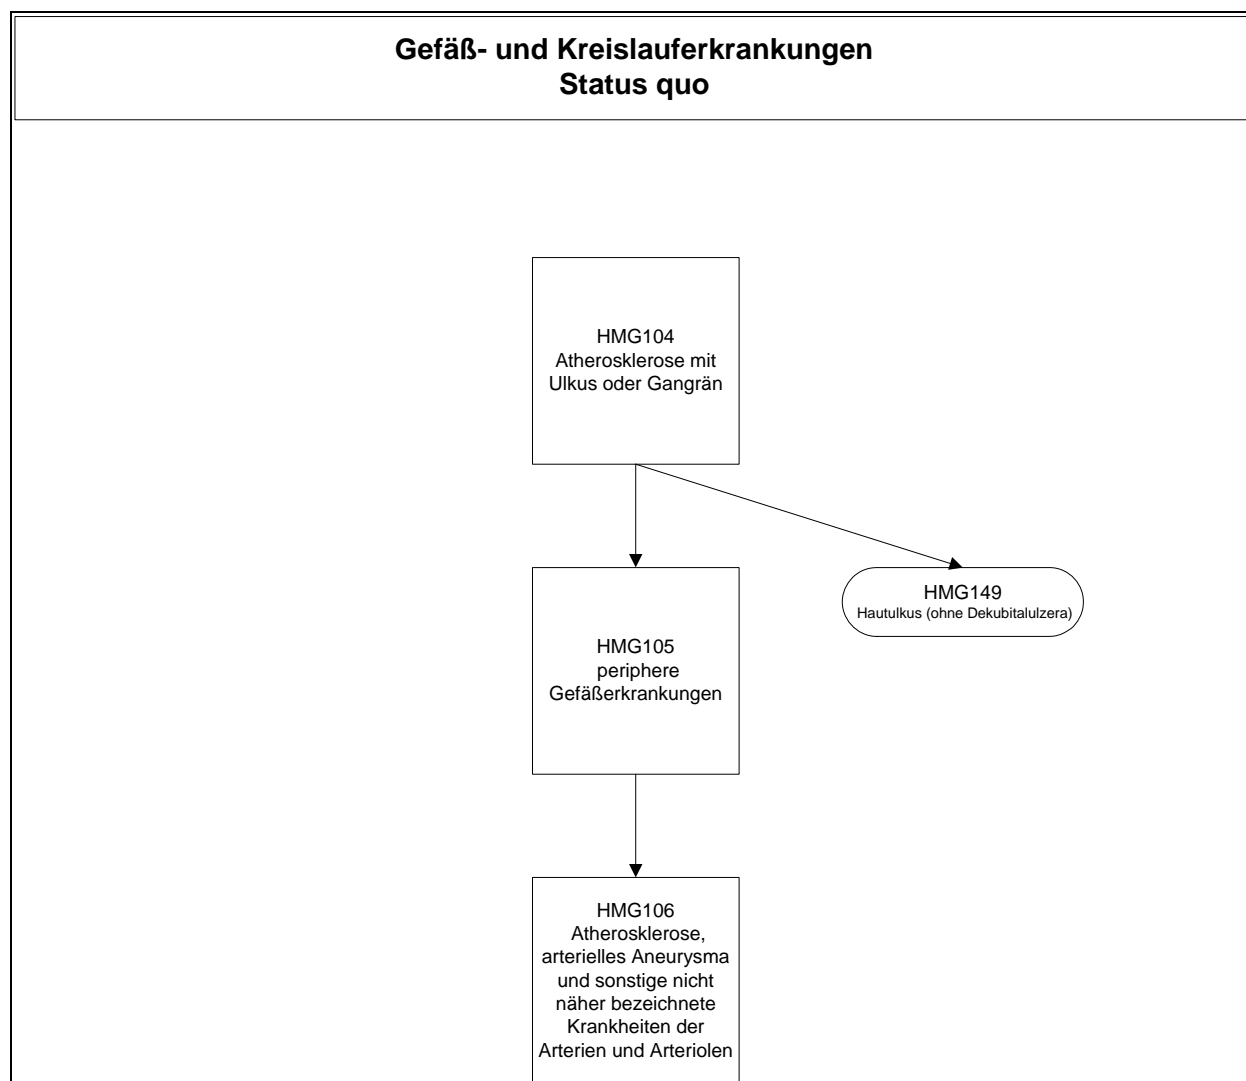 Gefäß- und Kreislauferkrankungen
Status quo
HMG104
Atherosklerose mit
Ulkus oder Gangrän
HMG149
Hautulkus (ohne Dekubitalulzera)
HMG105
periphere
Gefäßerkrankungen
HMG106
Atherosklerose,
arterielles Aneurysma
und sonstige nicht
näher bezeichnete
Krankheiten der
Arterien und Arteriolen